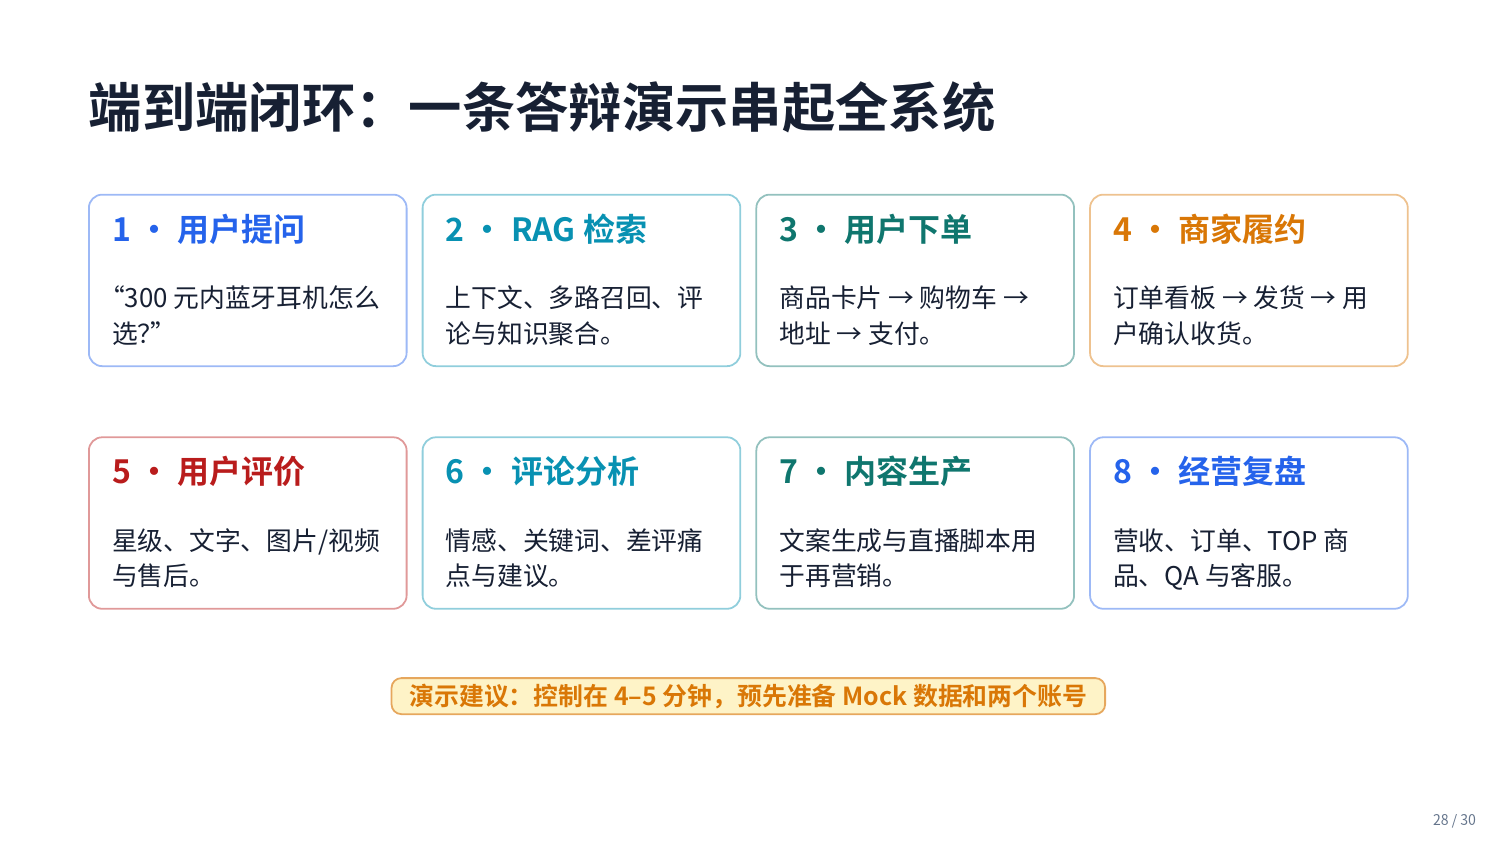 端到端闭环：一条答辩演示串起全系统
1 • 用户提问
“300 元内蓝牙耳机怎么
选?”
2 • RAG 检索
上下文、多路召回、评
论与知识聚合。
3 • 用户下单
商品卡片 → 购物车 →
地址 → 支付。
4 • 商家履约
订单看板 → 发货 → 用
户确认收货。
5 • 用户评价
星级、文字、图片/视频
与售后。
6 • 评论分析
情感、关键词、差评痛
点与建议。
7 • 内容生产
文案生成与直播脚本用
于再营销。
8 • 经营复盘
营收、订单、TOP 商
品、QA 与客服。
演示建议：控制在 4–5 分钟，预先准备 Mock 数据和两个账号
28 / 30